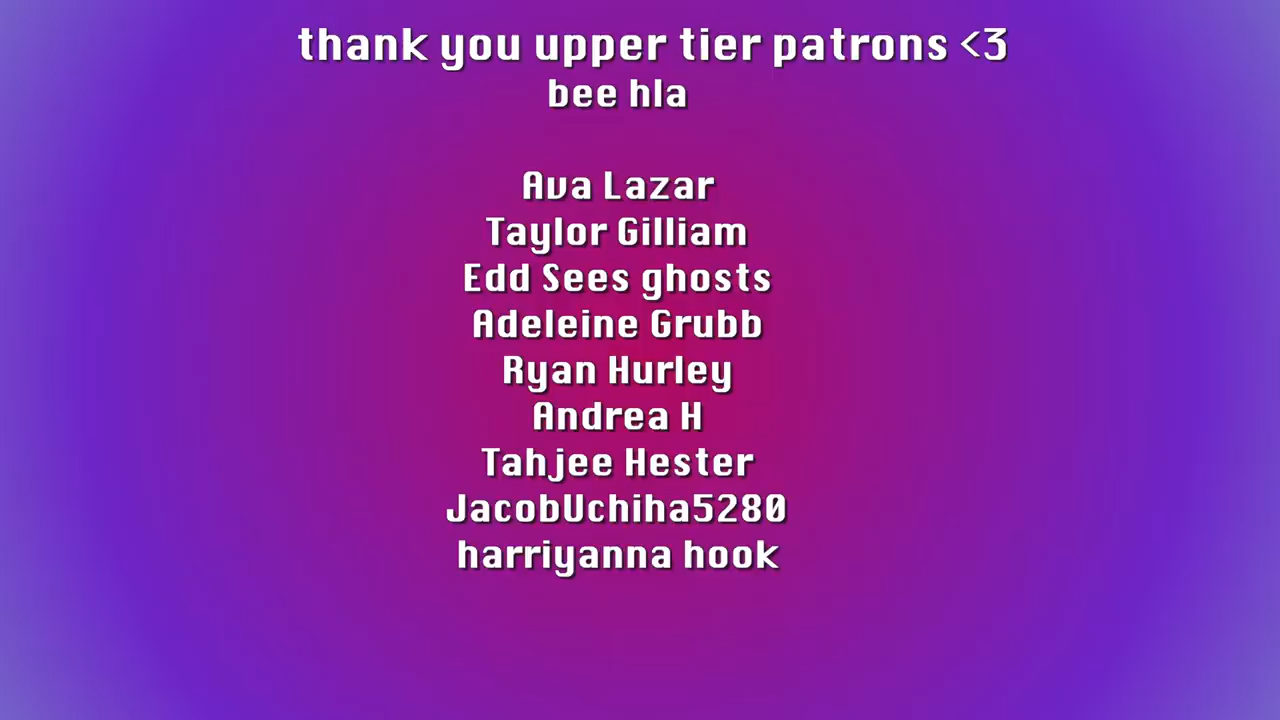 thank you upper tier patrons <3
bee hla
Ava Lazar
Taylor Gilliam
Edd Sees ghosts
Adeleine Grubb
Ryan Hurley
Andrea H
Tahjee Hester
JacobUchiha5280
harriyanna hook